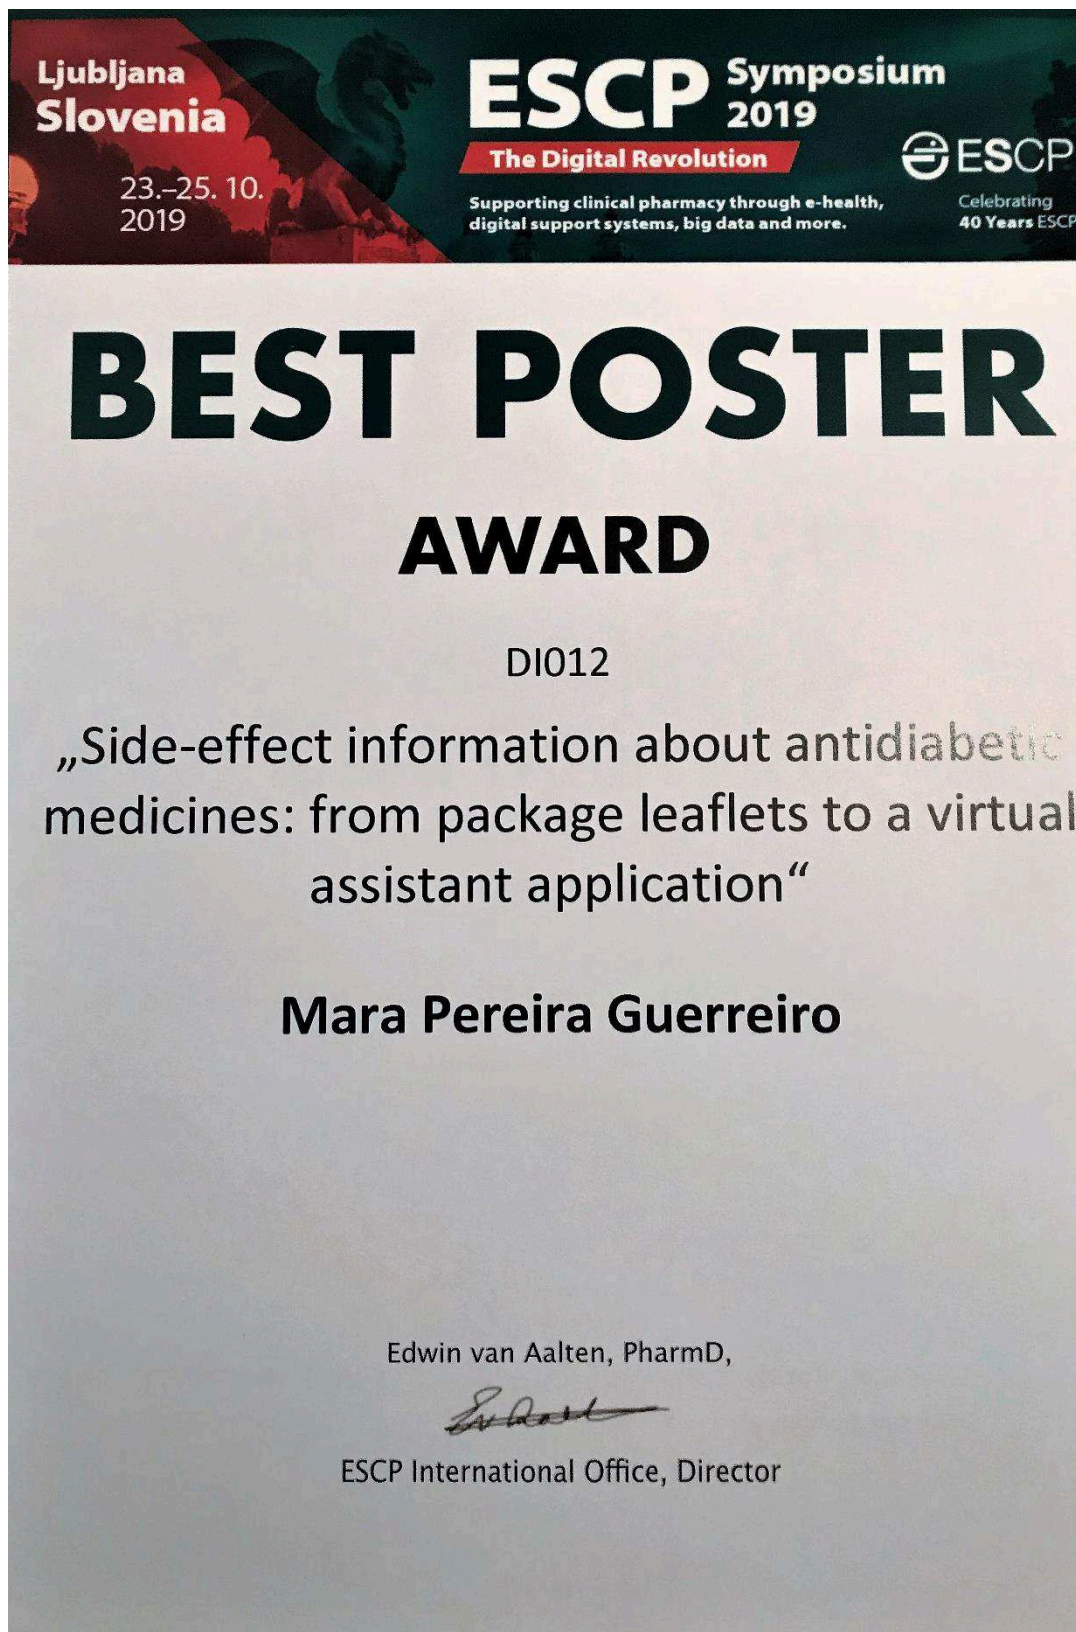 Ljubljana
Slovenia
23.–25. 10.
2019
ESCP Symposium
2019
The Digital Revolution
Supporting clinical pharmacy through e-health,
digital support systems, big data and more.
ESCP
Celebrating
40 Years ESCP
BEST POSTER
AWARD
DI012
„Side-effect information about antidiabetic
medicines: from package leaflets to a virtual
assistant application“
Mara Pereira Guerreiro
Edwin van Aalten, PharmD,
ESCP International Office, Director